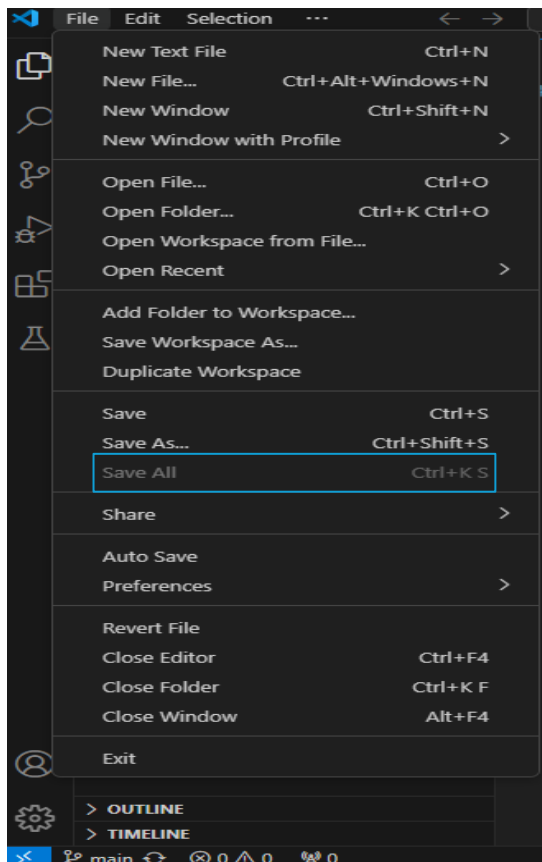 File Edit Selection ···
New Text File Ctrl+N
New File... Ctrl+Alt+Windows+N
New Window Ctrl+Shift+N
New Window with Profile
Open File... Ctrl+O
Open Folder... Ctrl+K Ctrl+O
Open Workspace from File...
Open Recent
Add Folder to Workspace...
Save Workspace As...
Duplicate Workspace
Save Ctrl+S
Save As... Ctrl+Shift+S
Save All Ctrl+K S
Share
Auto Save
Preferences
Revert File
Close Editor Ctrl+F4
Close Folder Ctrl+K F
Close Window Alt+F4
Exit
OUTLINE
TIMELINE
main 0 0 0